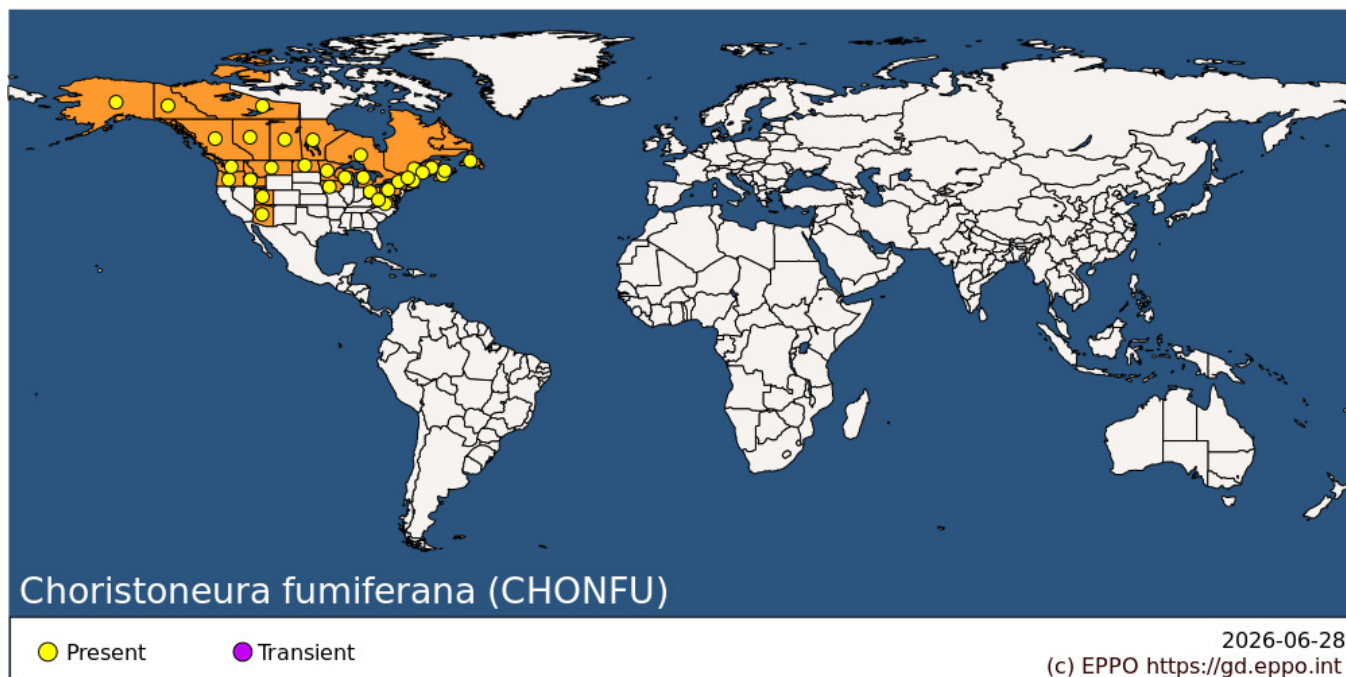 Choristoneura fumiferana (CHONFU)
Present
Transient
2026-06-28
(c) EPPO https://gd.eppo.int